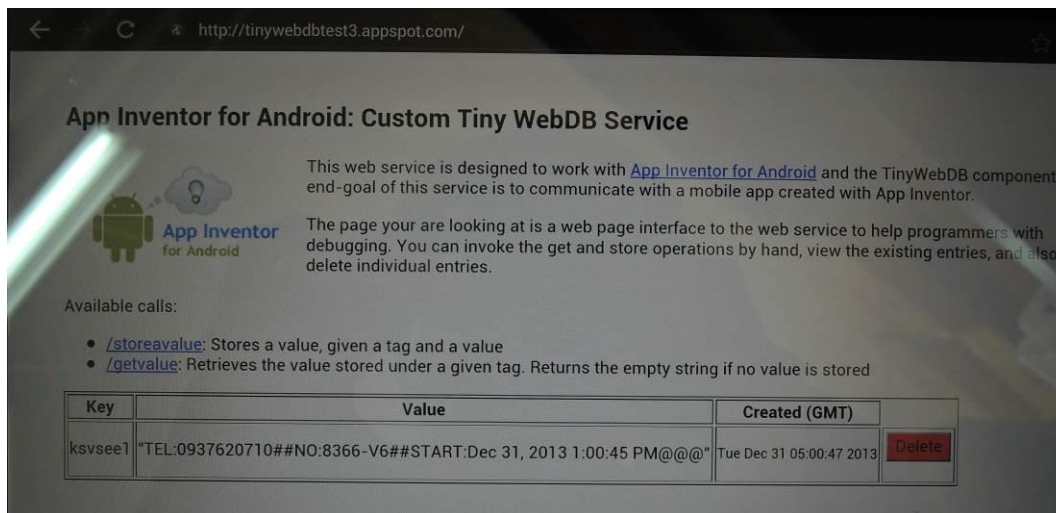 http://tinywebdbtest3.appspot.com/
App Inventor for Android: Custom Tiny WebDB Service
This web service is designed to work with App Inventor for Android and the TinyWebDB component
end-goal of this service is to communicate with a mobile app created with App Inventor.
App Inventor
for Android
The page your are looking at is a web page interface to the web service to help programmers with
debugging. You can invoke the get and store operations by hand, view the existing entries, and also
delete individual entries.
Available calls:
/storeavalue: Stores a value, given a tag and a value
/getvalue: Retrieves the value stored under a given tag. Returns the empty string if no value is stored
Key Value Created (GMT)
ksvsee1 "TEL:0937620710##NO:8366-V6##START:Dec 31, 2013 1:00:45 PM@@@" Tue Dec 31 05:00:47 2013 Delete